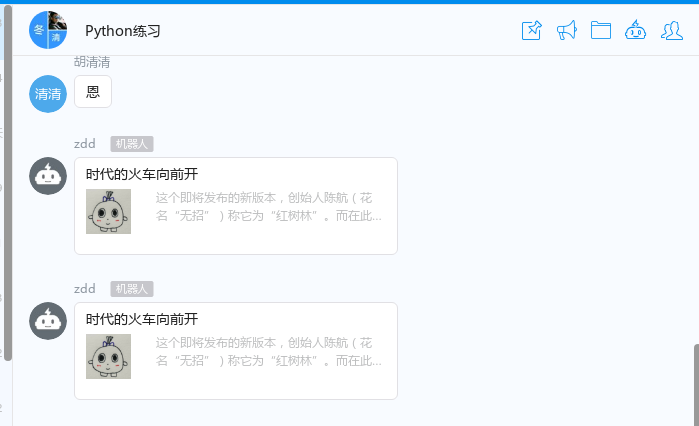 冬
清
Python练习
胡清清
清清
恩
zdd 机器人
时代的火车向前开
这个即将发布的新版本，创始人陈航（花
名“无招”）称它为“红树林”。而在此...
zdd 机器人
时代的火车向前开
这个即将发布的新版本，创始人陈航（花
名“无招”）称它为“红树林”。而在此...